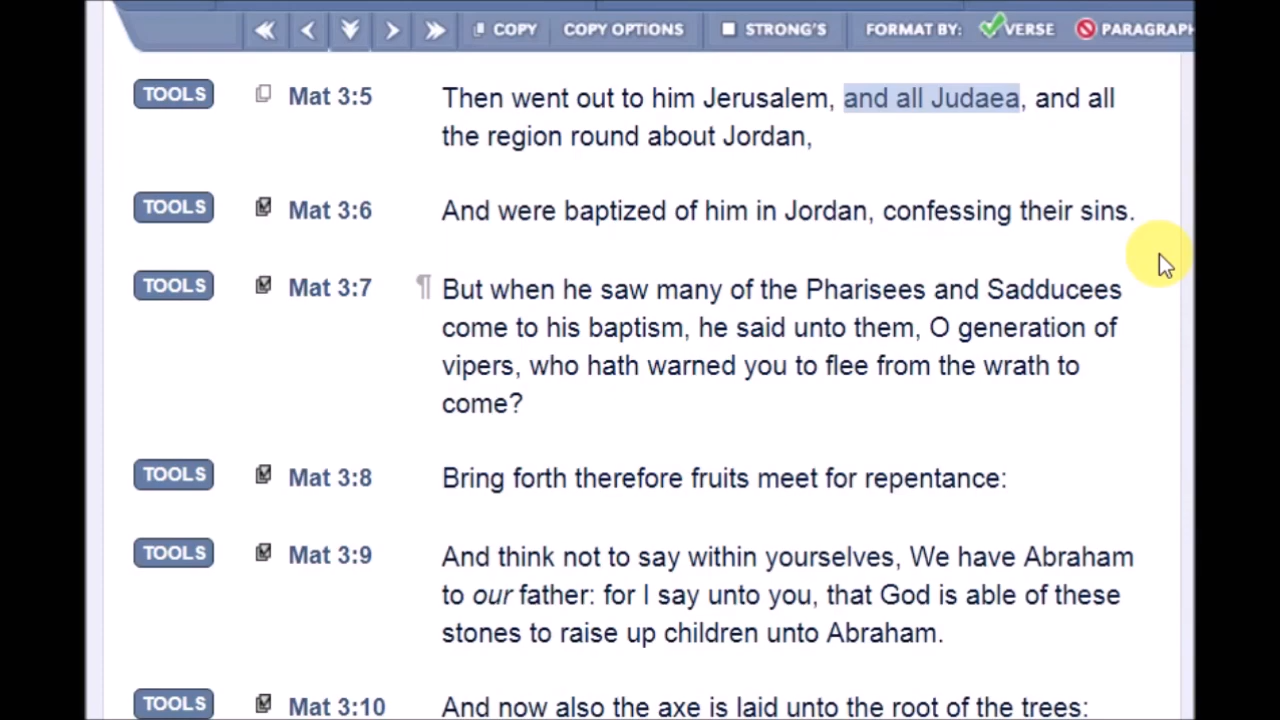 COPY COPY OPTIONS STRONG'S FORMAT BY: VERSE PARAGRAPH
TOOLS Mat 3:5 Then went out to him Jerusalem, and all Judaea, and all
the region round about Jordan,
TOOLS Mat 3:6 And were baptized of him in Jordan, confessing their sins.
TOOLS Mat 3:7 ¶ But when he saw many of the Pharisees and Sadducees
come to his baptism, he said unto them, O generation of
vipers, who hath warned you to flee from the wrath to
come?
TOOLS Mat 3:8 Bring forth therefore fruits meet for repentance:
TOOLS Mat 3:9 And think not to say within yourselves, We have Abraham
to our father: for I say unto you, that God is able of these
stones to raise up children unto Abraham.
TOOLS Mat 3:10 And now also the axe is laid unto the root of the trees: